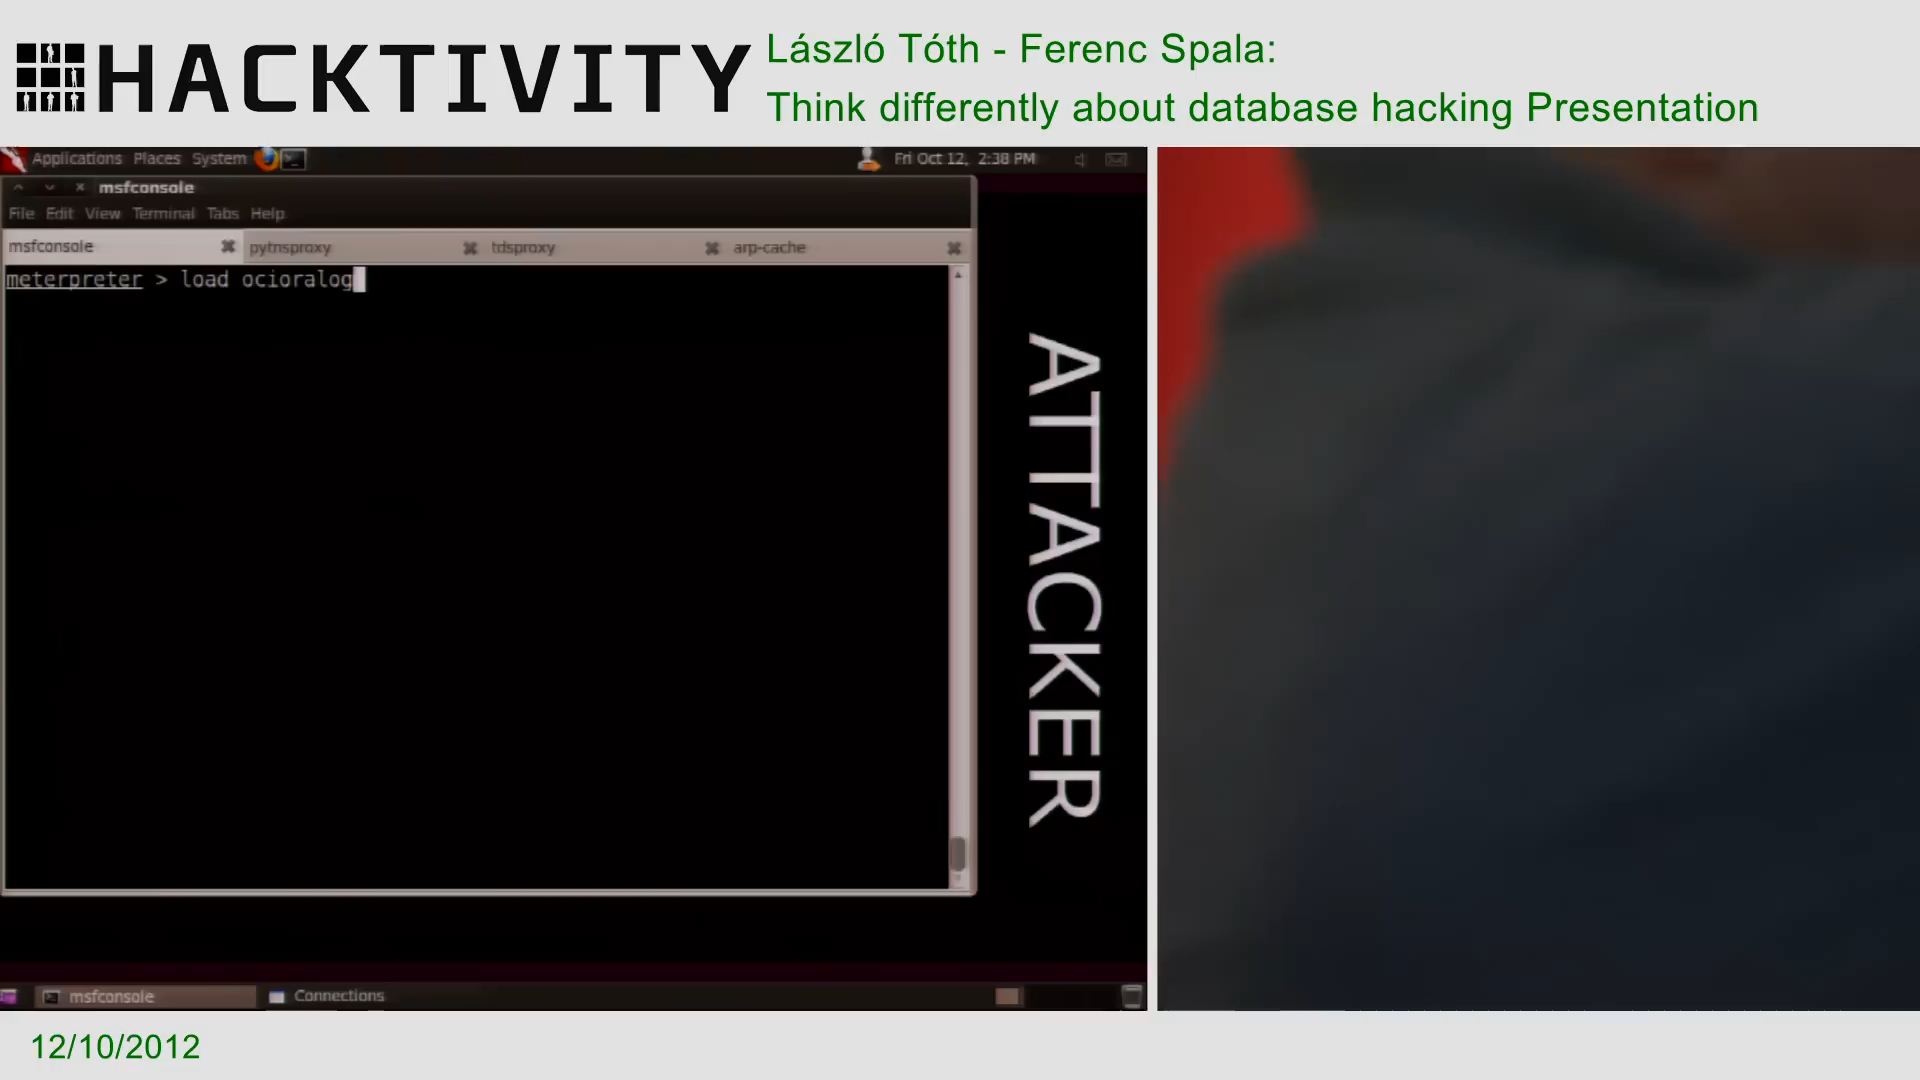 HACKTIVITY
László Tóth - Ferenc Spala:
Think differently about database hacking Presentation
Applications Places System
Fri Oct 12, 2:38 PM
msfconsole
File Edit View Terminal Tabs Help
msfconsole
pytnsproxy
tdsproxy
arp-cache
meterpreter > load ocioralog
ATTACKER
msfconsole
Connections
12/10/2012